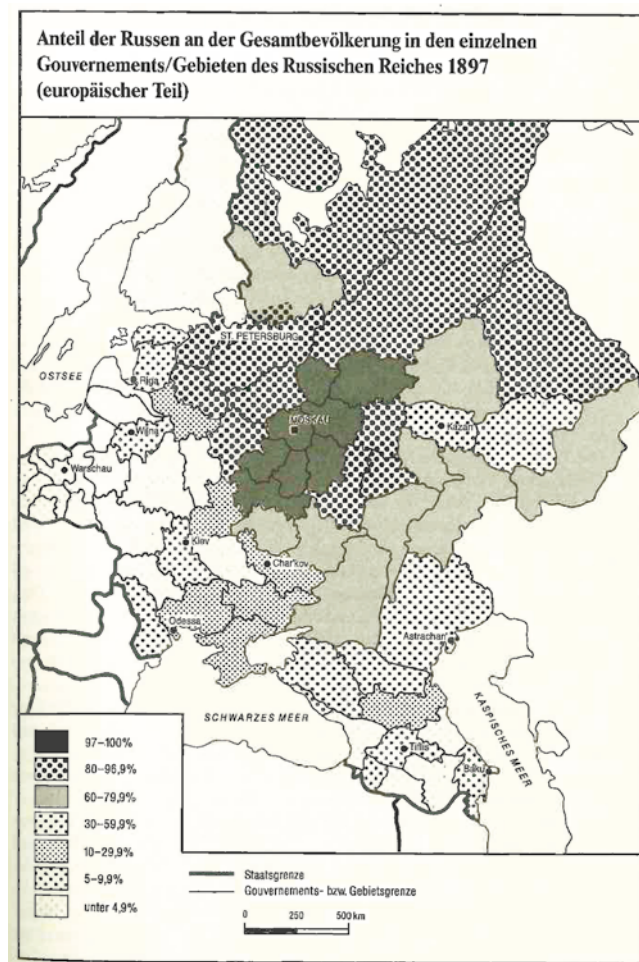 Anteil der Russen an der Gesamtbevölkerung in den einzelnen
Gouvernements/Gebieten des Russischen Reiches 1897
(europäischer Teil)
ST. PETERSBURG
OSTSEE
Riga
MOSKAU
Kazań
Wilna
Warschau
Kiev
Char'kov
Odessa
Astrachań
SCHWARZES MEER
KASPISCHES MEER
Tiflis
Baku
97–100%
80–96,9%
60–79,9%
30–59,9%
10–29,9%
5–9,9%
unter 4,9%
Staatsgrenze
Gouvernements- bzw. Gebietsgrenze
0 250 500 km